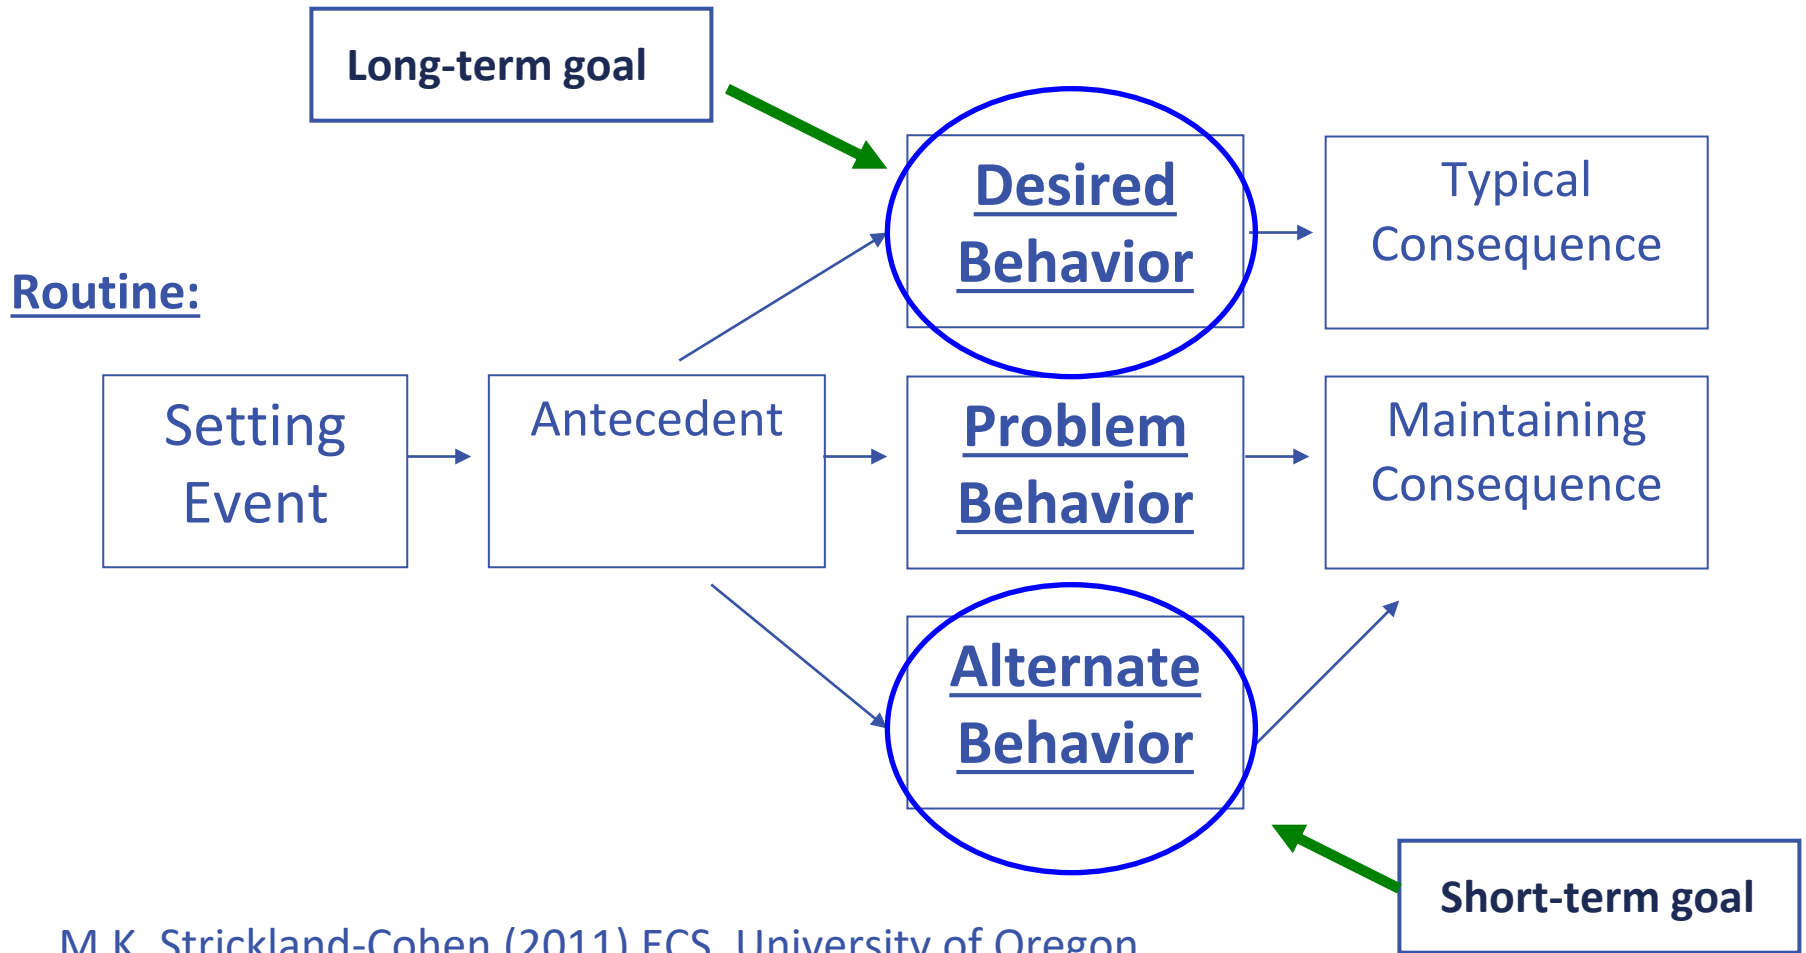 Long-term goal
Desired
Behavior
Typical
Consequence
Routine:
Setting
Event
Antecedent
Problem
Behavior
Maintaining
Consequence
Alternate
Behavior
Short-term goal
M.K. Strickland-Cohen (2011) ECS, University of Oregon